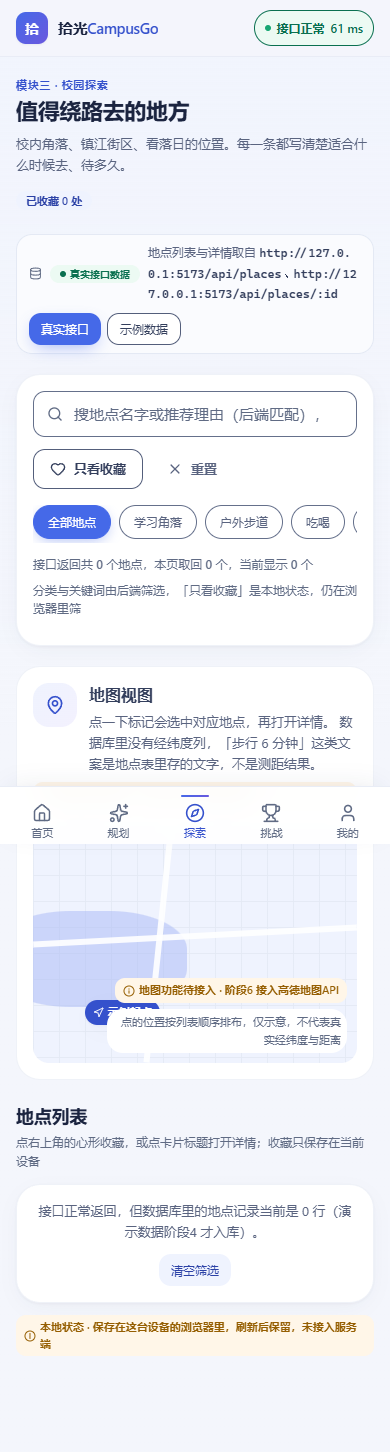 拾 拾光CampusGo 接口正常 61 ms
模块三 · 校园探索
值得绕路去的地方
校内角落、镇江街区、看落日的位置。每一条都写清楚适合什
么时候去、待多久。
已收藏 0 处
真实接口数据
地点列表与详情取自 http://127.0.
0.1:5173/api/places、http://12
7.0.0.1:5173/api/places/:id
真实接口 示例数据
搜地点名字或推荐理由（后端匹配），
只看收藏 重置
全部地点 学习角落 户外步道 吃喝
接口返回共 0 个地点，本页取回 0 个，当前显示 0 个
分类与关键词由后端筛选，「只看收藏」是本地状态，仍在浏
览器里筛
地图视图
点一下标记会选中对应地点，再打开详情。 数
据库里没有经纬度列，「步行 6 分钟」这类文
案是地点表里存的文字，不是测距结果。
首页 规划 探索 挑战 我的
地图功能待接入 · 阶段6 接入高德地图API
点的位置按列表顺序排布，仅示意，不代表真
实经纬度与距离
地点列表
点右上角的心形收藏，或点卡片标题打开详情；收藏只保存在当前
设备
接口正常返回，但数据库里的地点记录当前是 0 行（演
示数据阶段4 才入库）。
清空筛选
本地状态 · 保存在这台设备的浏览器里，刷新后保留，未接入服务
端